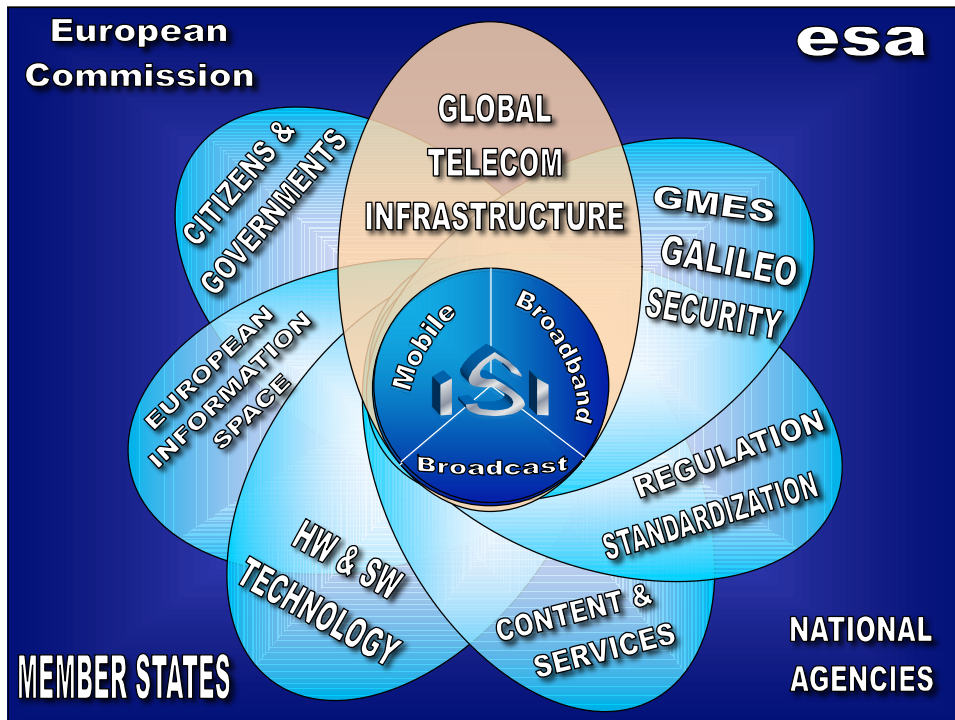 European
Commission
esa
GLOBAL
TELECOM
INFRASTRUCTURE
CITIZENS &
GOVERNMENTS
GMES
GALILEO
SECURITY
EUROPEAN
INFORMATION
SPACE
Mobile
Broadband
iSi
Broadcast
REGULATION
STANDARDIZATION
HW & SW
TECHNOLOGY
CONTENT &
SERVICES
MEMBER STATES
NATIONAL
AGENCIES